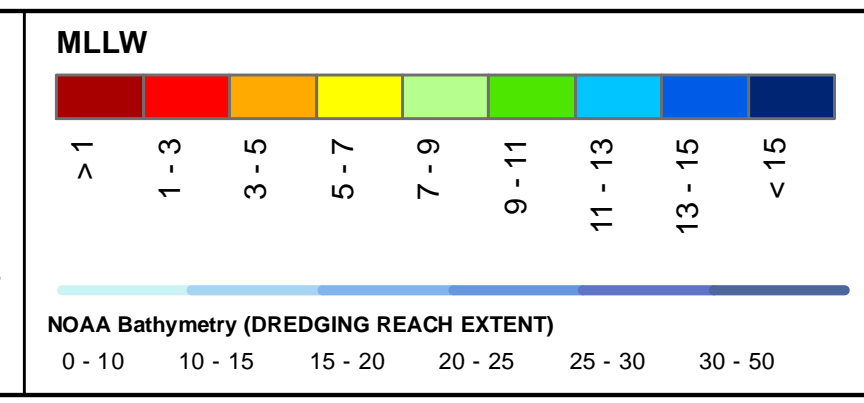 MLLW
> 1
1 - 3
3 - 5
5 - 7
7 - 9
9 - 11
11 - 13
13 - 15
< 15
NOAA Bathymetry (DREDGING REACH EXTENT)
0 - 10 10 - 15 15 - 20 20 - 25 25 - 30 30 - 50